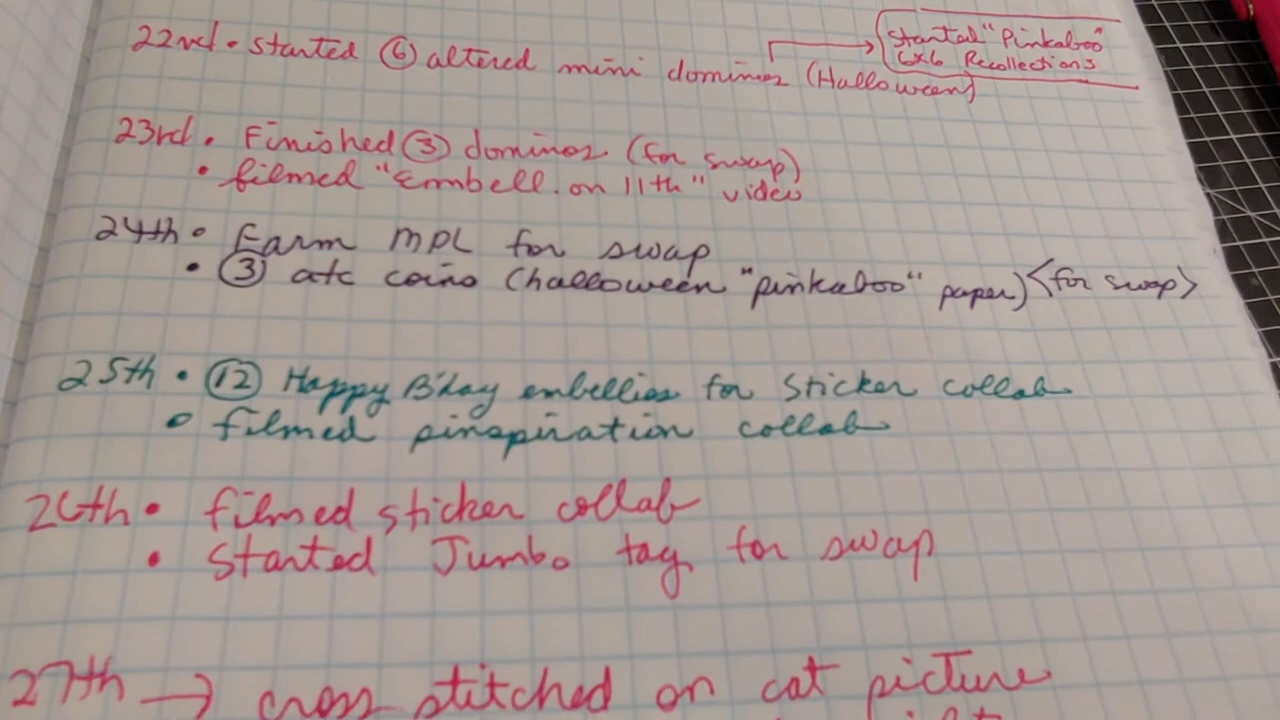 22nd • started ⑥ altered mini dominos (Halloween)
started "Pinkaboo"
6x6 Recollections
23rd • Finished ③ dominos (for swap)
• filmed "Embell. on 11th" video
24th • Farm MPL for swap
• ③ atc coins (halloween "pinkaboo" paper) <for swap>
25th • ⑫ Happy B'day embellies for Sticker collab
• filmed pinspiration collab
26th • filmed sticker collab
• Started Jumbo tag for swap
27th → cross stitched on cat picture